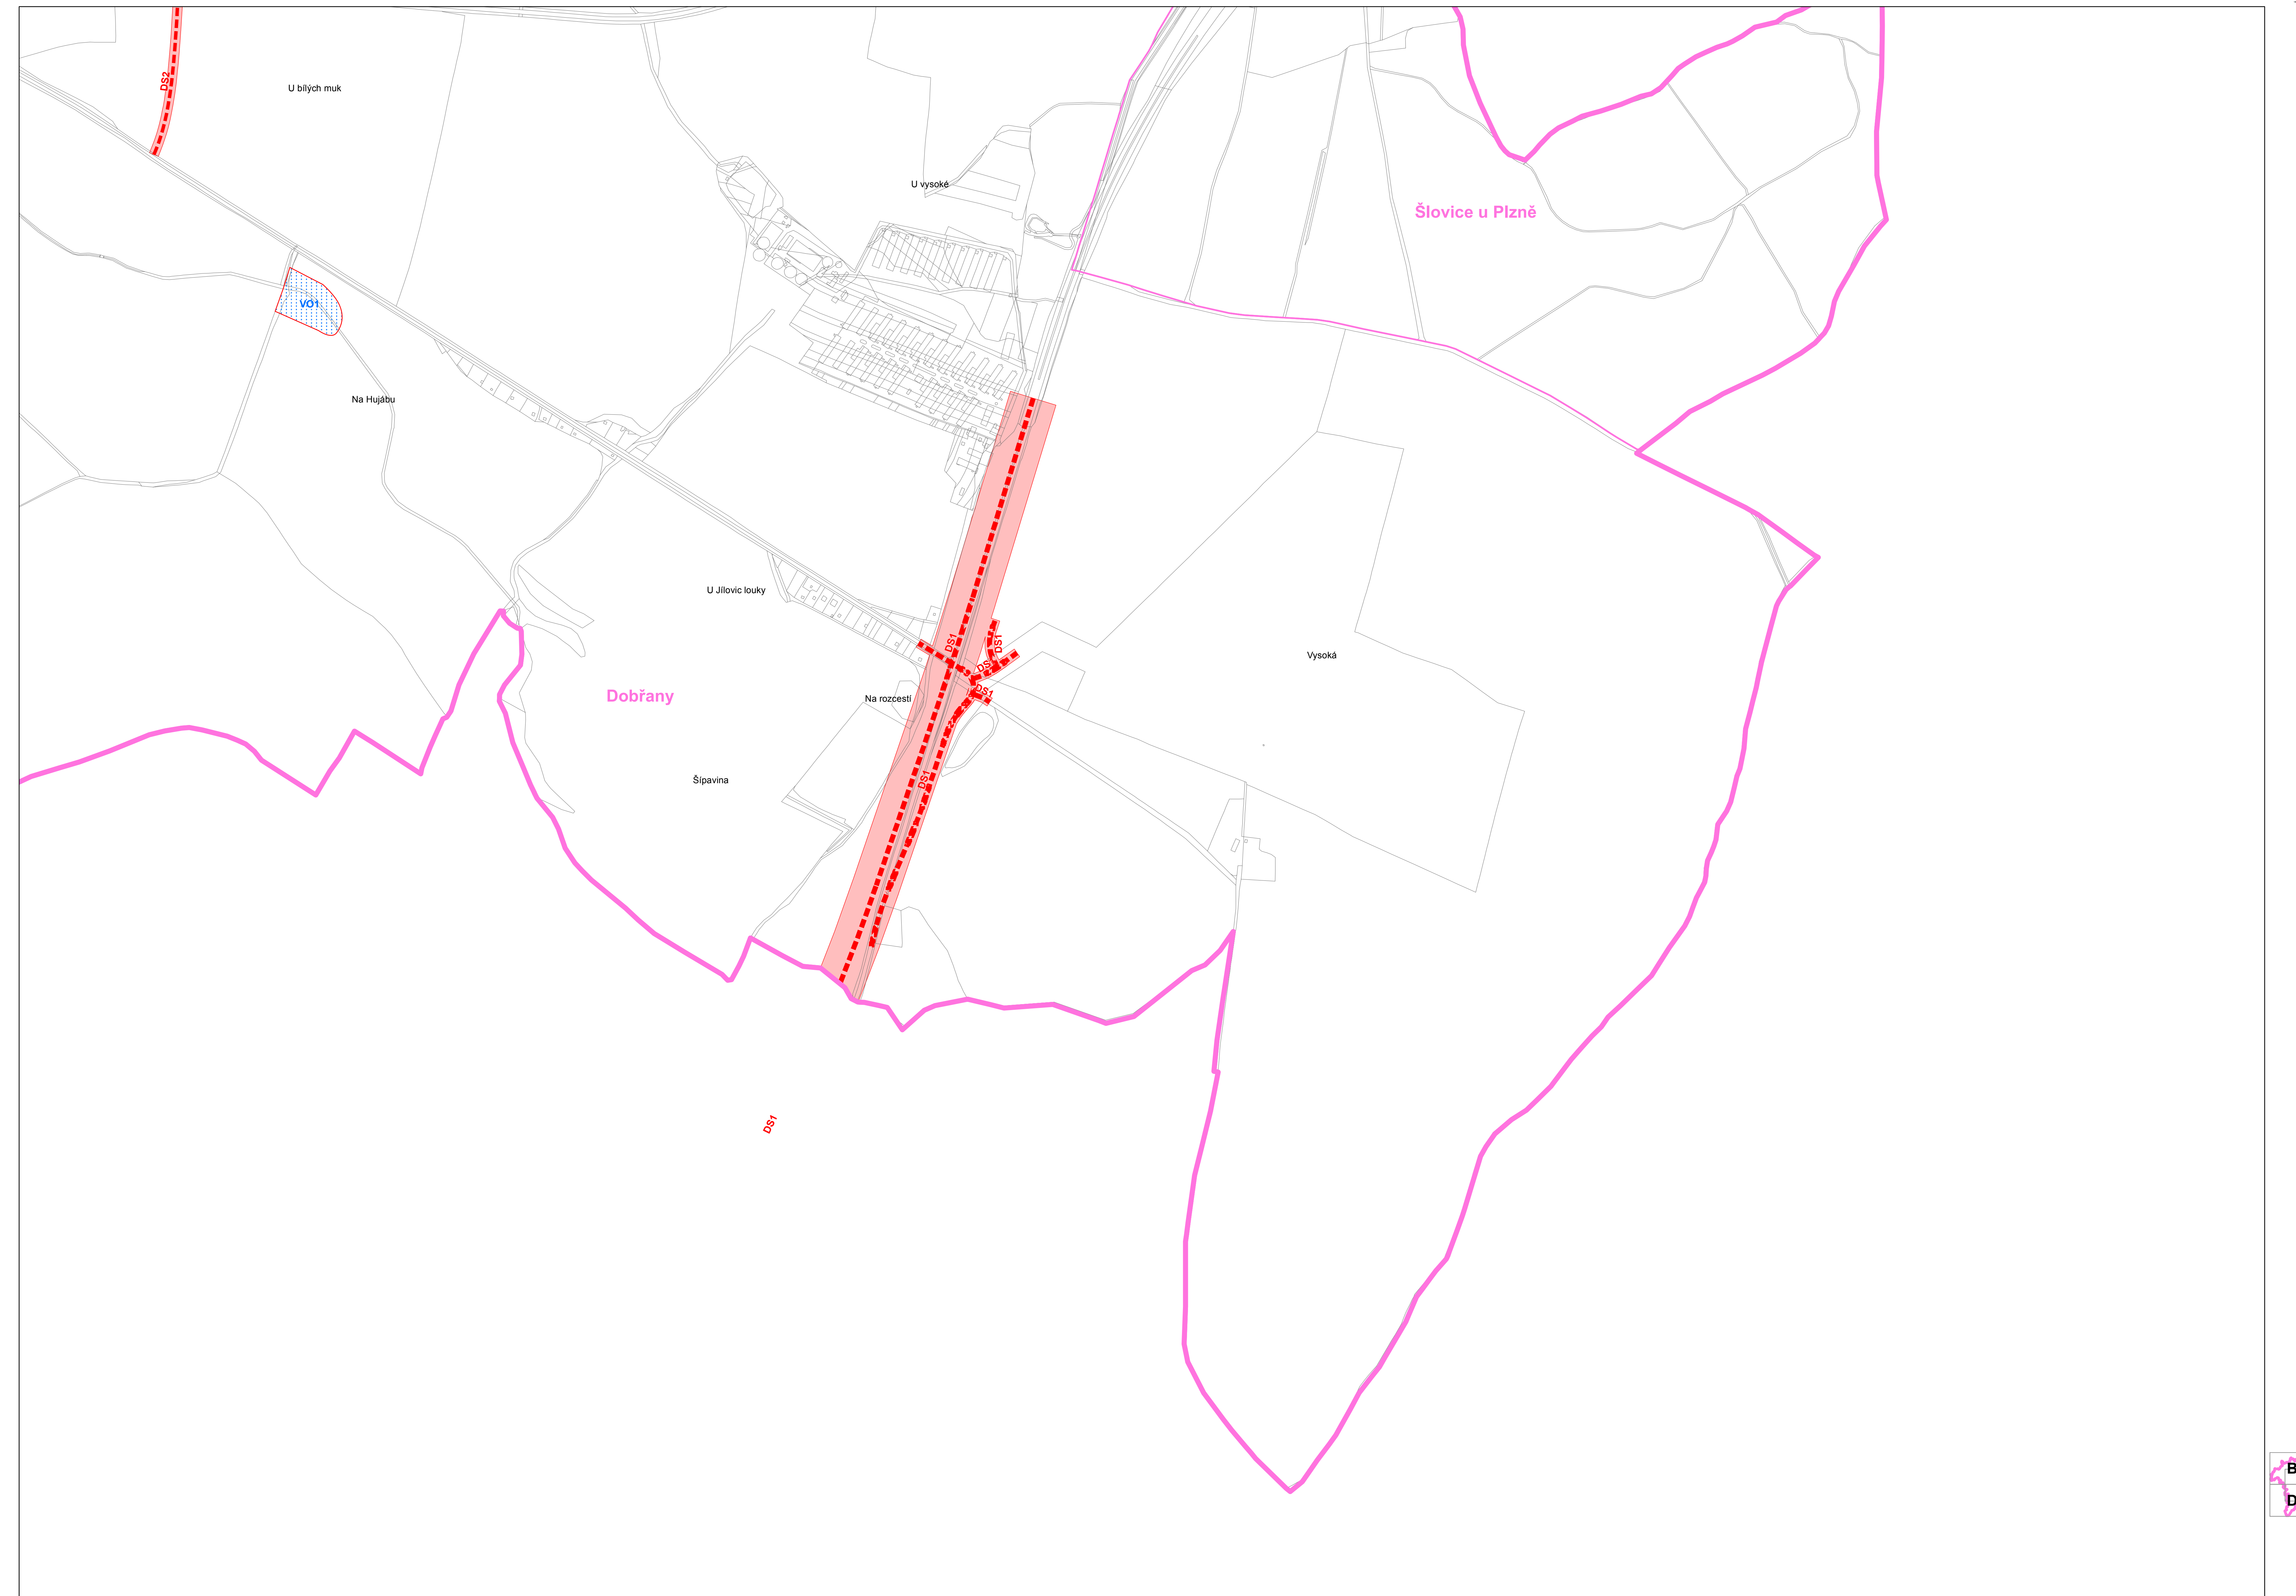 DS2
U bílých muk
U vysoké
Šlovice u Plzně
VO1
Na Hujábu
U Jílovic louky
DS1
DS1
Vysoká
DS
DS1
Dobřany
Na rozcestí
Šípavina
DS1
DS1
B
D